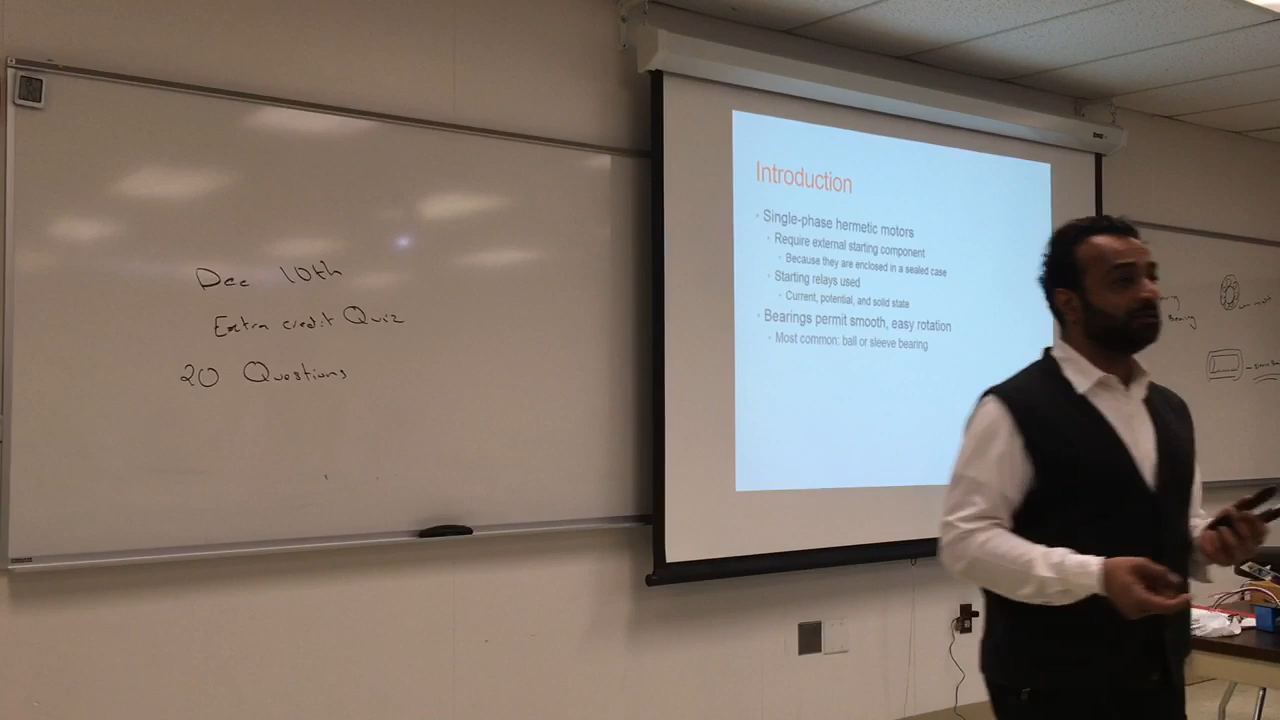 Dec 10th
Extra credit Quiz
20 Questions
Introduction
Single-phase hermetic motors
Require external starting component
Because they are enclosed in a sealed case
Starting relays used
Current, potential, and solid state
Bearings permit smooth, easy rotation
Most common: ball or sleeve bearing
Bearing